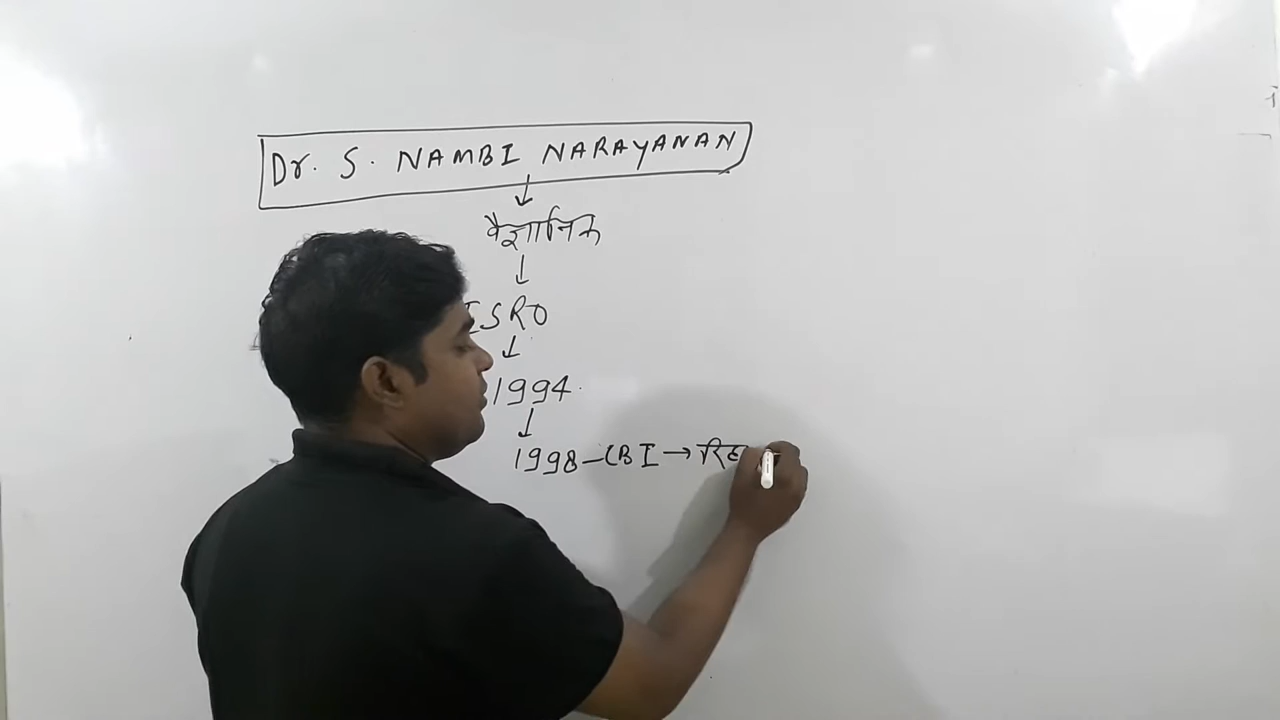 Dr. S. NAMBI NARAYANAN
वैज्ञानिक
ISRO
1994
1998 - CBI → रिह